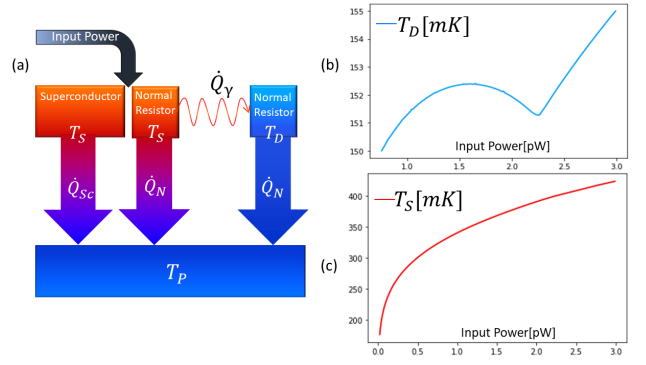 Input Power
(a)
Superconductor
T_S
Normal
Resistor
T_S
Q̇_γ
Normal
Resistor
T_D
Q̇_Sc
Q̇_N
Q̇_N
T_P
(b)
T_D[mK]
155
154
153
152
151
150
Input Power[pW]
1.0
1.5
2.0
2.5
3.0
(c)
T_S[mK]
400
350
300
250
200
Input Power[pW]
0.0
0.5
1.0
1.5
2.0
2.5
3.0